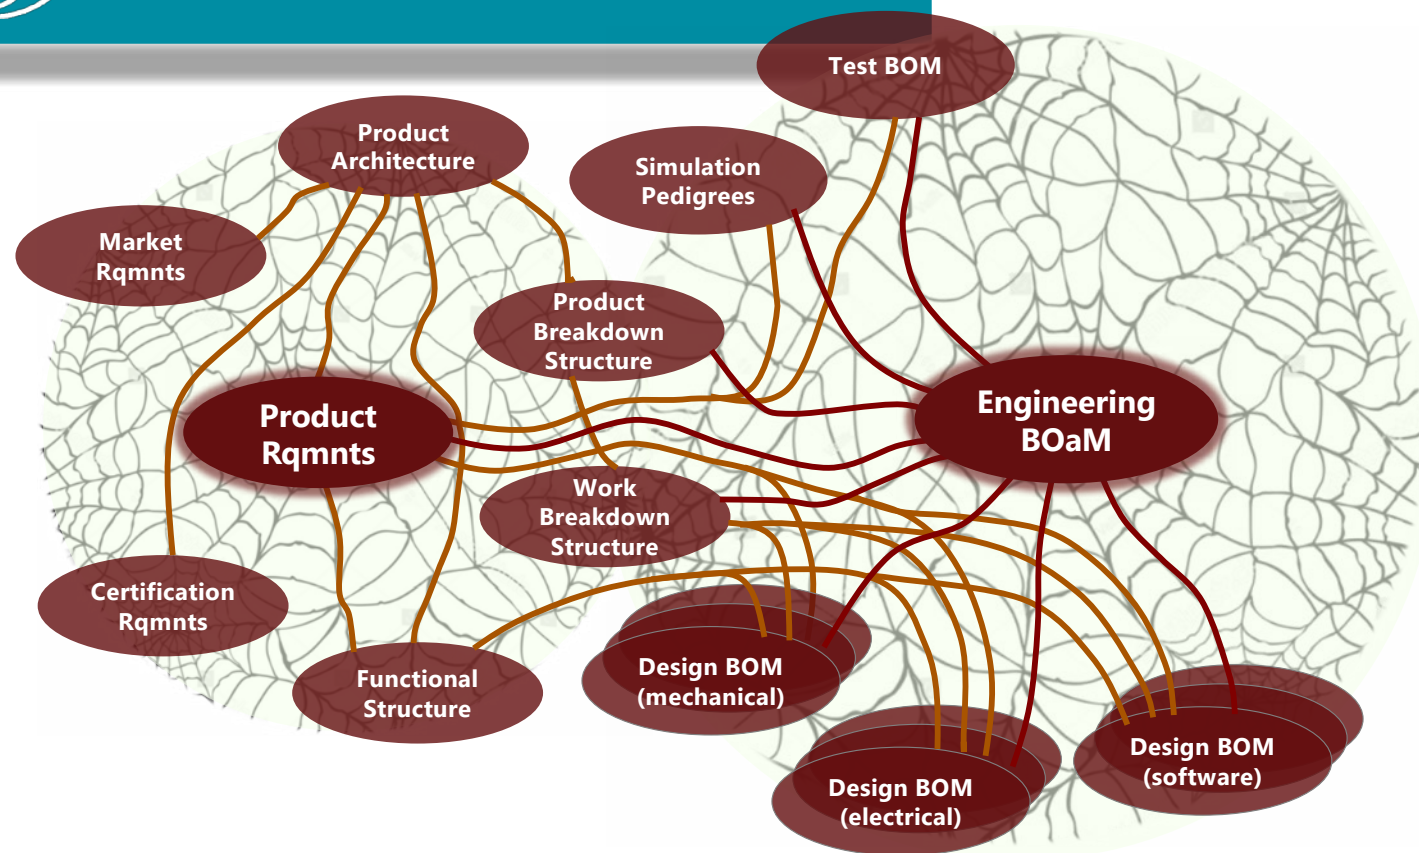 Test BOM
Product
Architecture
Simulation
Pedigrees
Market
Rqmnts
Product
Breakdown
Structure
Product
Rqmnts
Engineering
BOaM
Work
Breakdown
Structure
Certification
Rqmnts
Functional
Structure
Design BOM
(mechanical)
Design BOM
(electrical)
Design BOM
(software)